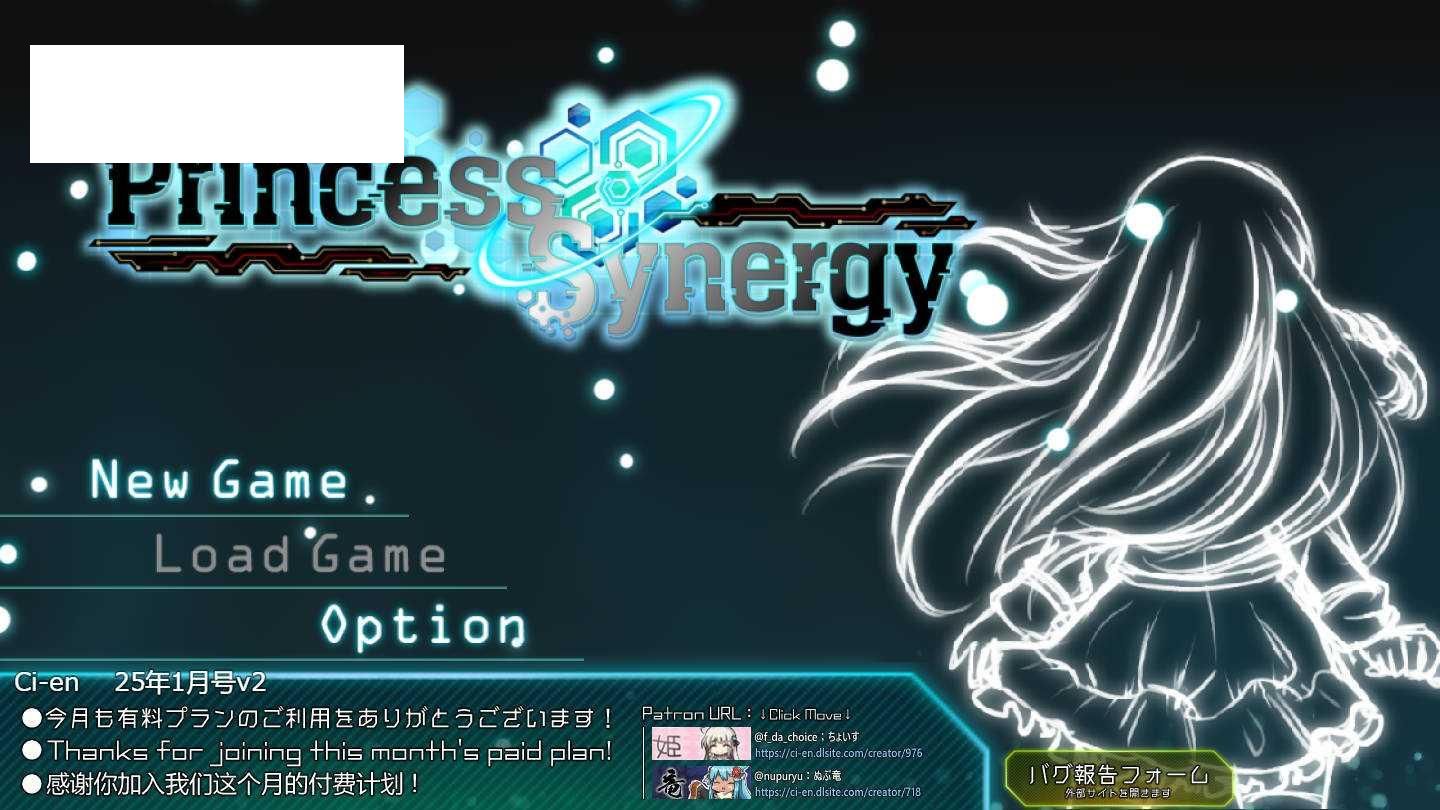 Princess
Synergy
New Game
Load Game
Option
Ci-en 25年1月号v2
●今月も有料プランのご利用をありがとうございます！
●Thanks for joining this month's paid plan!
●感谢你加入我们这个月的付费计划！
Patron URL：↓Click Move↓
姫
@f_da_choice：ちょいす
https://ci-en.dlsite.com/creator/976
竜
@nupuryu：ぬぷ竜
https://ci-en.dlsite.com/creator/718
バグ報告フォーム
外部サイトを開きます